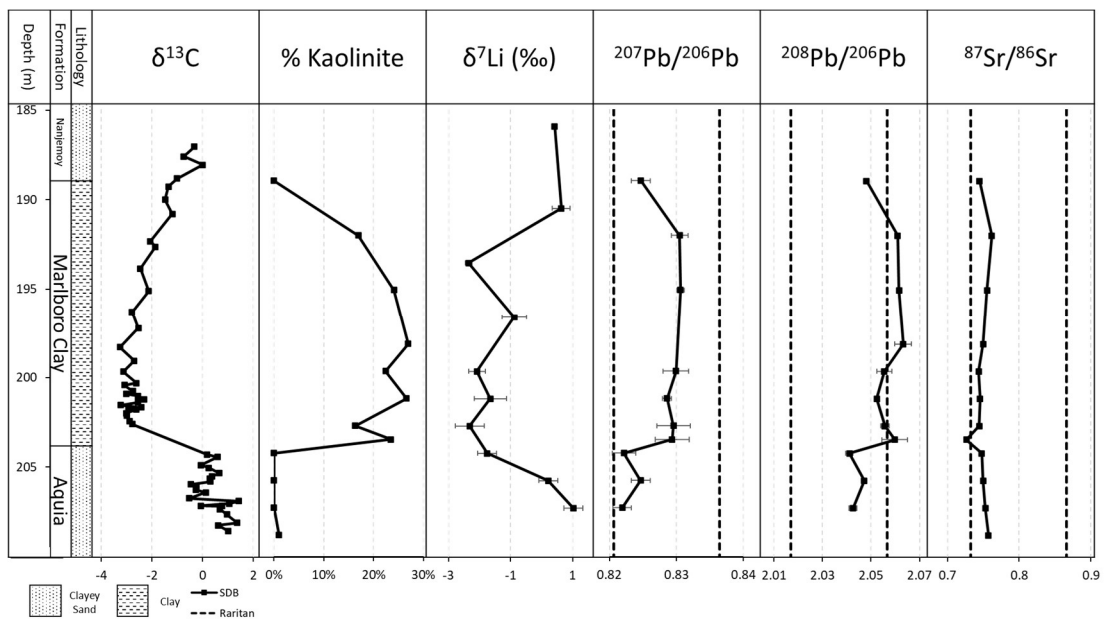 Depth (m)
Formation
Lithology
δ¹³C
% Kaolinite
δ⁷Li (‰)
²⁰⁷Pb/²⁰⁶Pb
²⁰⁸Pb/²⁰⁶Pb
⁸⁷Sr/⁸⁶Sr
185
190
195
200
205
Nanjemoy
Marlboro Clay
Aquia
-4 -2 0 2
0% 10% 20% 30%
-3 -1 1
0.82 0.83 0.84
2.01 2.03 2.05 2.07
0.7 0.8 0.9
Clayey
Sand
Clay
SDB
Raritan